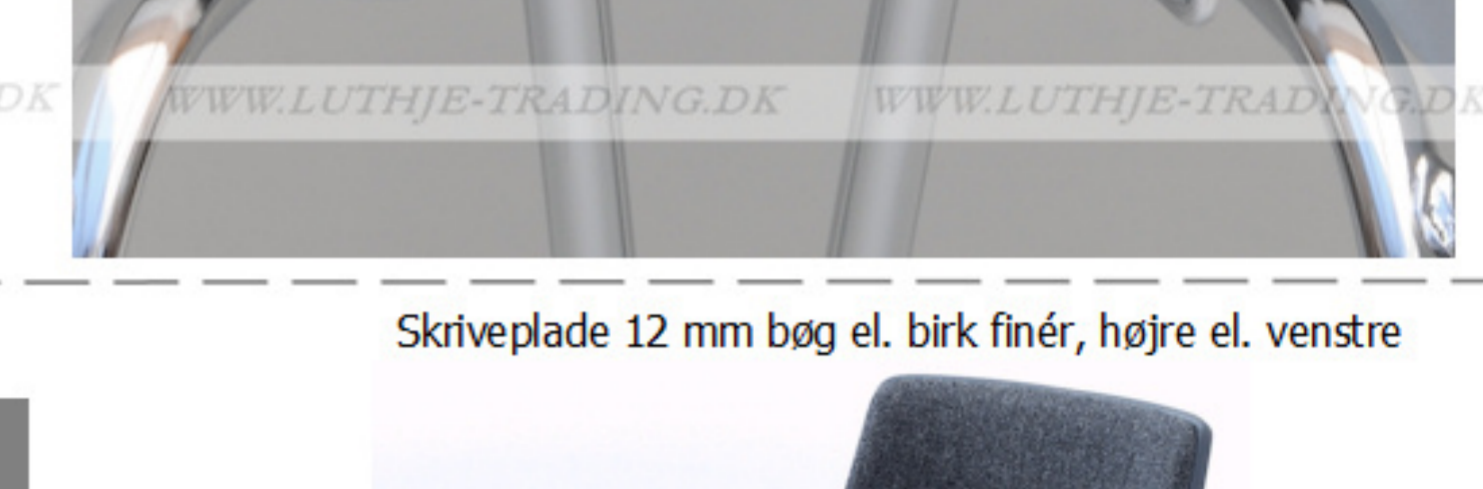 DK WWW.LUTHJE-TRADING.DK WWW.LUTHJE-TRADING.DK
Skriveplade 12 mm bøg el. birk finér, højre el. venstre